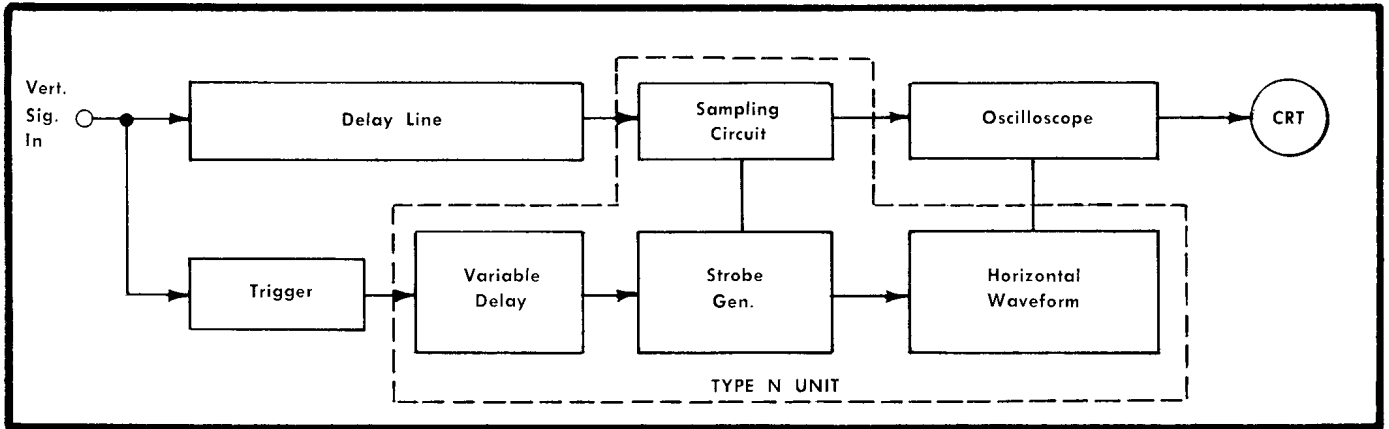 Vert.
Sig.
In
Delay Line
Sampling
Circuit
Oscilloscope
CRT
Trigger
Variable
Delay
Strobe
Gen.
Horizontal
Waveform
TYPE N UNIT